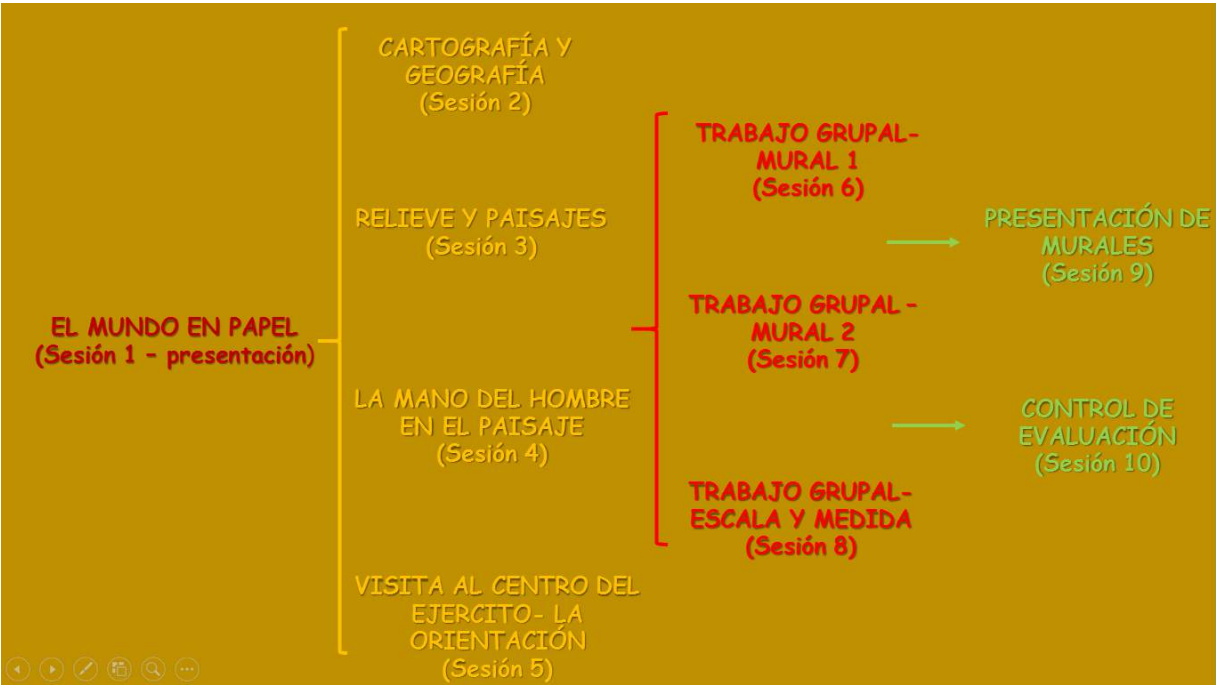 EL MUNDO EN PAPEL
(Sesión 1 – presentación)
CARTOGRAFÍA Y
GEOGRAFÍA
(Sesión 2)
RELIEVE Y PAISAJES
(Sesión 3)
LA MANO DEL HOMBRE
EN EL PAISAJE
(Sesión 4)
VISITA AL CENTRO DEL
EJERCITO- LA
ORIENTACIÓN
(Sesión 5)
TRABAJO GRUPAL-
MURAL 1
(Sesión 6)
TRABAJO GRUPAL –
MURAL 2
(Sesión 7)
TRABAJO GRUPAL-
ESCALA Y MEDIDA
(Sesión 8)
PRESENTACIÓN DE
MURALES
(Sesión 9)
CONTROL DE
EVALUACIÓN
(Sesión 10)